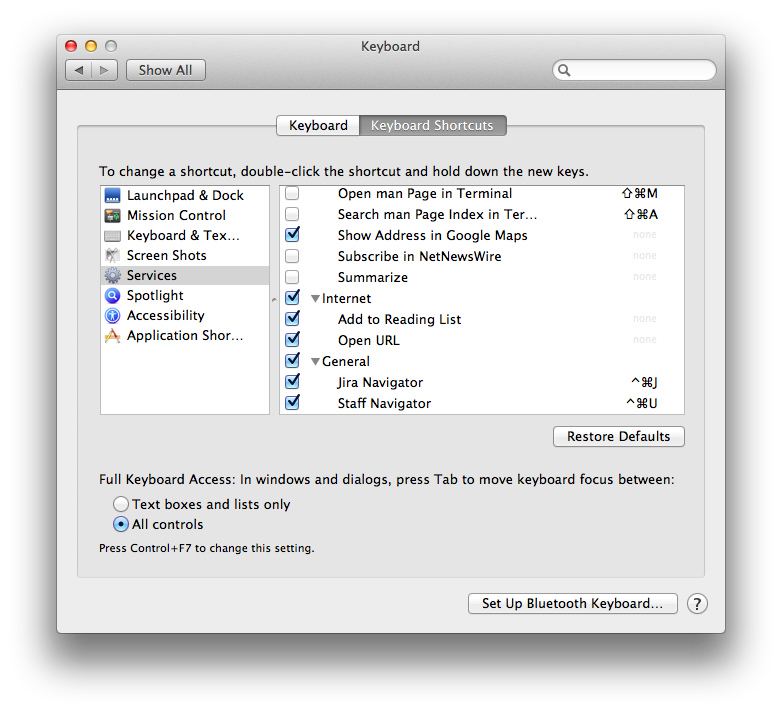 Keyboard
Show All
Keyboard
Keyboard Shortcuts
To change a shortcut, double-click the shortcut and hold down the new keys.
Launchpad & Dock
Mission Control
Keyboard & Tex...
Screen Shots
Services
Spotlight
Accessibility
Application Shor...
Open man Page in Terminal ⇧⌘M
Search man Page Index in Ter... ⇧⌘A
Show Address in Google Maps none
Subscribe in NetNewsWire none
Summarize none
Internet
Add to Reading List none
Open URL none
General
Jira Navigator ^⌘J
Staff Navigator ^⌘U
Restore Defaults
Full Keyboard Access: In windows and dialogs, press Tab to move keyboard focus between:
Text boxes and lists only
All controls
Press Control+F7 to change this setting.
Set Up Bluetooth Keyboard...
?